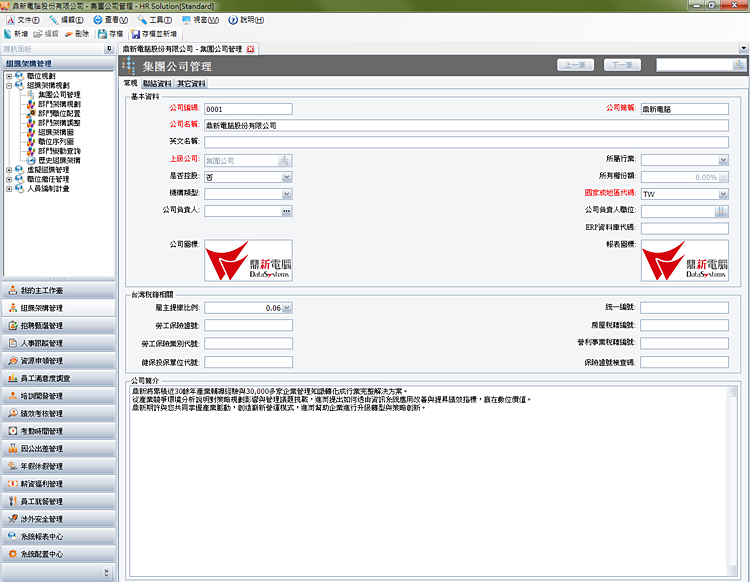 鼎新電腦股份有限公司 - 集團公司管理 - HR Solution[Standard]
文件(F) 編輯(E) 查看(V) 工具(T) 視窗(W) 說明(H)
新增 編輯 刪除 存檔 存檔並新增
導航面板
鼎新電腦股份有限公司 - 集團公司管理
組織架構管理
職位規劃
組織架構規劃
集團公司管理
部門架構規劃
部門職位配置
部門架構調整
組織架構圖
職位序列圖
部門變動查詢
歷史組織架構
虛擬組織管理
職位擔任管理
人員編制計畫
我的主工作臺
組織架構管理
招聘甄選管理
人事跟蹤管理
資源申領管理
員工滿意度調查
培訓開發管理
績效考核管理
考勤時間管理
因公出差管理
年假休假管理
薪資福利管理
員工就餐管理
涉外安全管理
系統報表中心
系統配置中心
集團公司管理
上一筆 下一筆
常規 聯絡資料 其它資料
基本資料
公司編碼: 0001 公司簡稱: 鼎新電腦
公司名稱: 鼎新電腦股份有限公司
英文名稱:
上層公司: 集團公司 所屬行業:
是否控股: 否 所有權份額: 0.00%
機構類型: 國家或地區代碼: TW
公司負責人: 公司負責人職位:
ERP資料庫代碼:
公司圖標: 鼎新電腦 DataSystems 報表圖標: 鼎新電腦 DataSystems
台灣稅籍相關
雇主提繳比例: 0.06 統一編號:
勞工保險證號: 房屋稅籍編號:
勞工保險業別代號: 營利事業稅籍編號:
健保投保單位代號: 保險證號檢查碼:
公司簡介
鼎新將累積近30餘年產業輔導經驗與30,000多家企業管理知識轉化成行業完整解決方案。
從產業競爭環境分析說明對策略規劃影響與管理議題挑戰，進而提出如何透由資訊系統應用改善與提昇績效指標，贏在數位價值。
鼎新期許與您共同掌握產業脈動，創造嶄新營運模式，進而幫助企業進行升級轉型與策略創新。